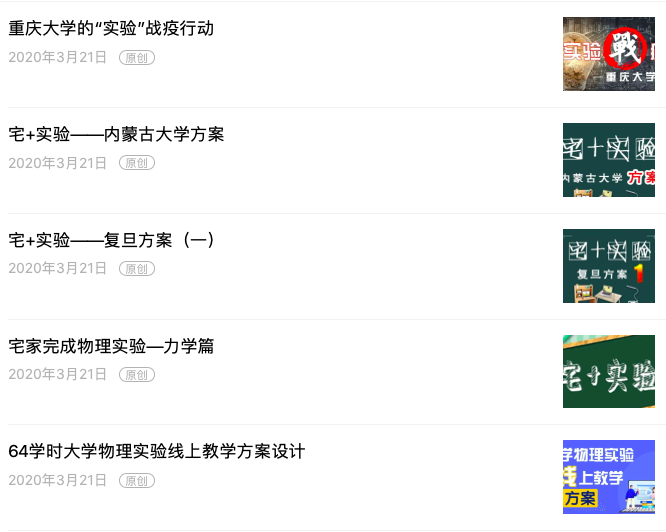 重庆大学的“实验”战疫行动
2020年3月21日 原创
实验 戰
重庆大学
宅+实验——内蒙古大学方案
2020年3月21日 原创
宅+实验
内蒙古大学 方案
宅+实验——复旦方案（一）
2020年3月21日 原创
宅+实验
复旦方案 1
宅家完成物理实验—力学篇
2020年3月21日 原创
宅+实验
64学时大学物理实验线上教学方案设计
2020年3月21日 原创
学物理实验
线上教学
方案